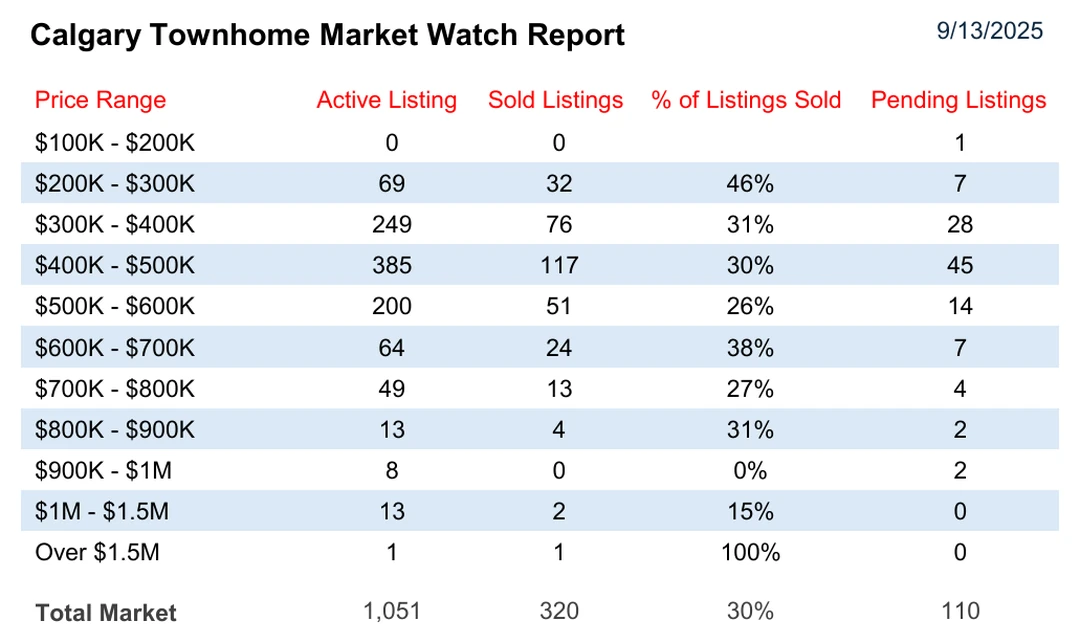 Calgary Townhome Market Watch Report 9/13/2025
Price Range Active Listing Sold Listings % of Listings Sold Pending Listings
$100K - $200K 0 0 1
$200K - $300K 69 32 46% 7
$300K - $400K 249 76 31% 28
$400K - $500K 385 117 30% 45
$500K - $600K 200 51 26% 14
$600K - $700K 64 24 38% 7
$700K - $800K 49 13 27% 4
$800K - $900K 13 4 31% 2
$900K - $1M 8 0 0% 2
$1M - $1.5M 13 2 15% 0
Over $1.5M 1 1 100% 0
Total Market 1,051 320 30% 110